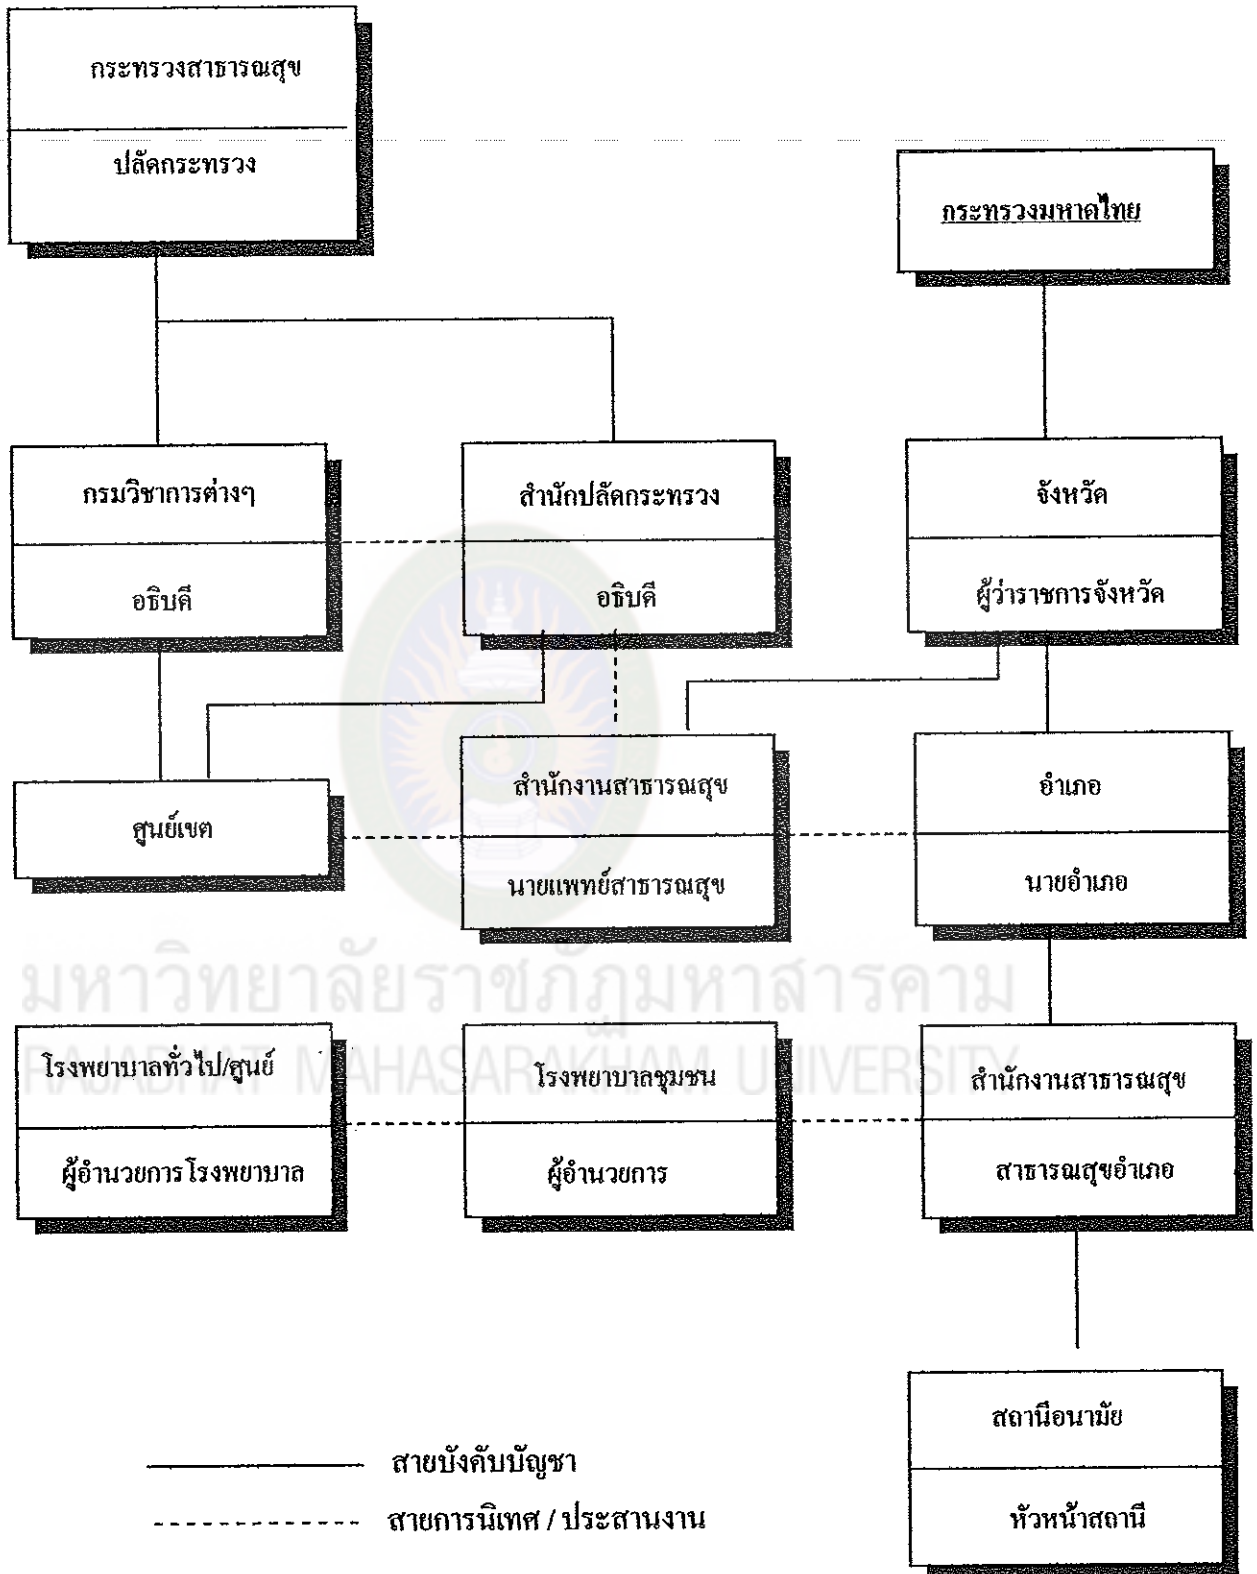 กระทรวงสาธารณสุข
ปลัดกระทรวง
กระทรวงมหาดไทย
กรมวิชาการต่างๆ
อธิบดี
สำนักปลัดกระทรวง
อธิบดี
จังหวัด
ผู้ว่าราชการจังหวัด
ศูนย์เขต
สำนักงานสาธารณสุข
นายแพทย์สาธารณสุข
อำเภอ
นายอำเภอ
มหาวิทยาลัยราชภัฏมหาสารคาม
RAJABHAT MAHASARAKHAM UNIVERSITY
โรงพยาบาลทั่วไป/ศูนย์
ผู้อำนวยการโรงพยาบาล
โรงพยาบาลชุมชน
ผู้อำนวยการ
สำนักงานสาธารณสุข
สาธารณสุขอำเภอ
สถานีอนามัย
หัวหน้าสถานี
สายบังคับบัญชา
สายการนิเทศ / ประสานงาน